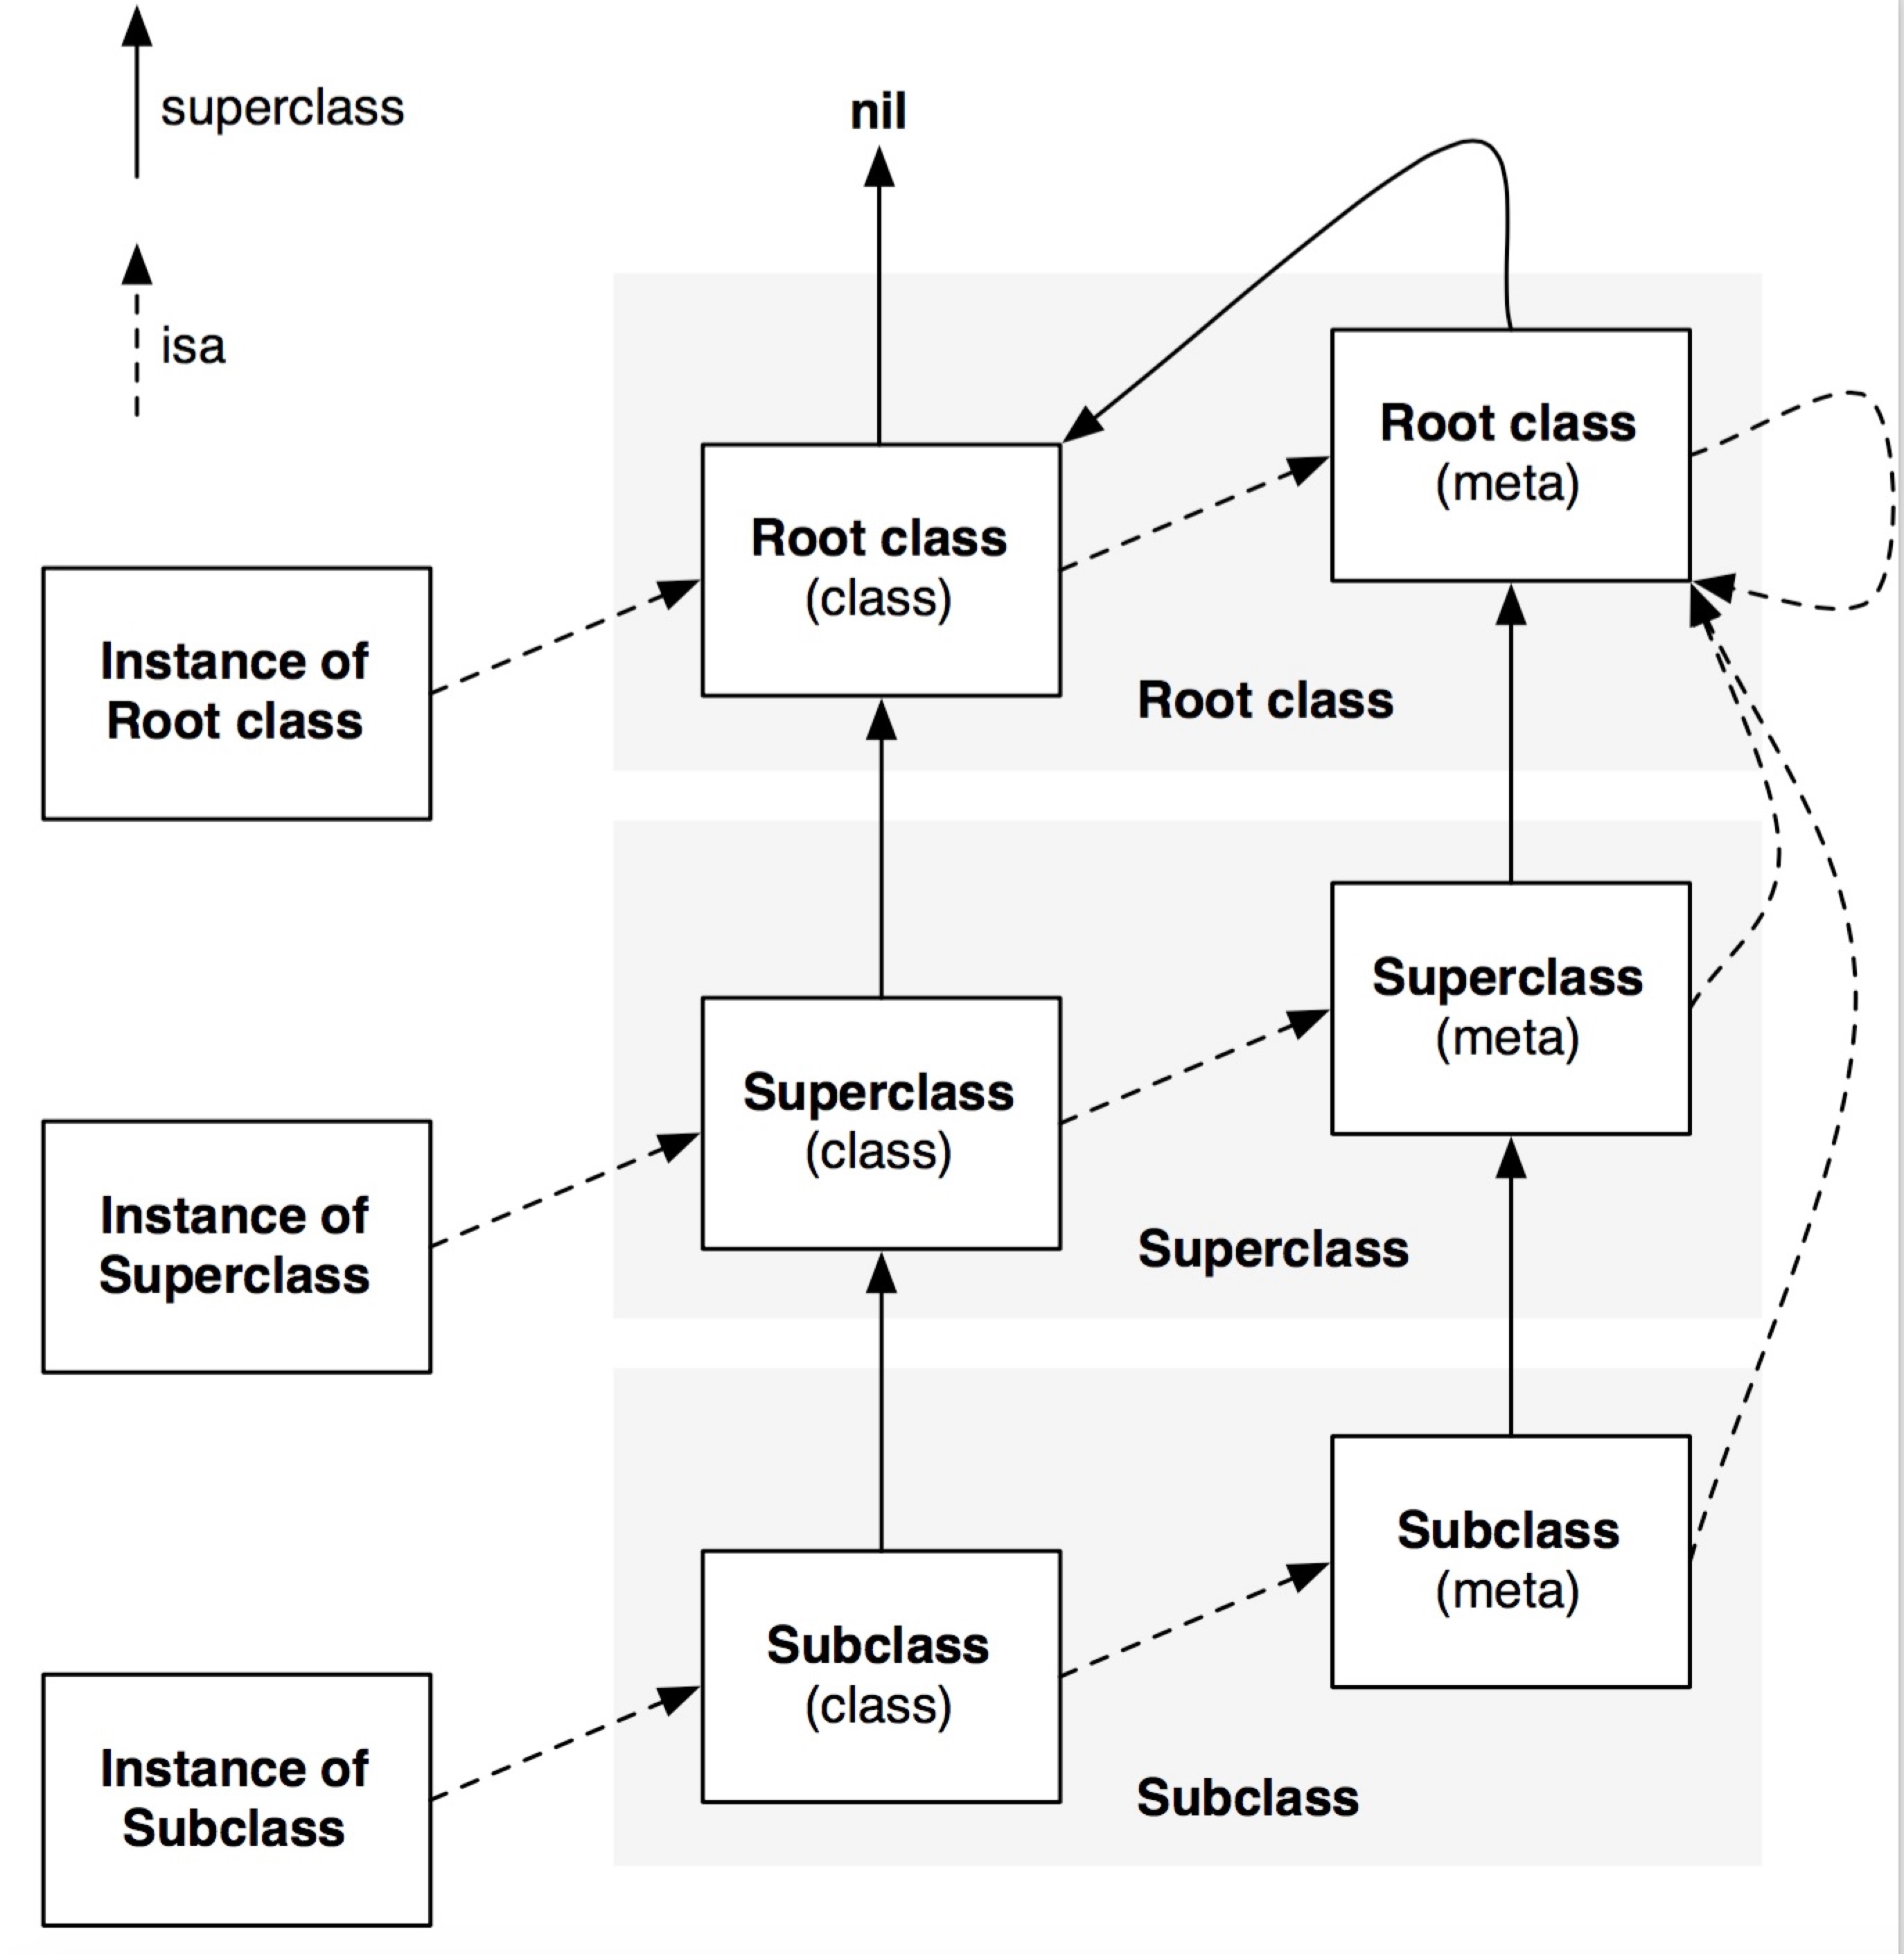 superclass
nil
isa
Root class
(meta)
Root class
(class)
Instance of
Root class
Root class
Superclass
(meta)
Superclass
(class)
Instance of
Superclass
Superclass
Subclass
(meta)
Subclass
(class)
Instance of
Subclass
Subclass